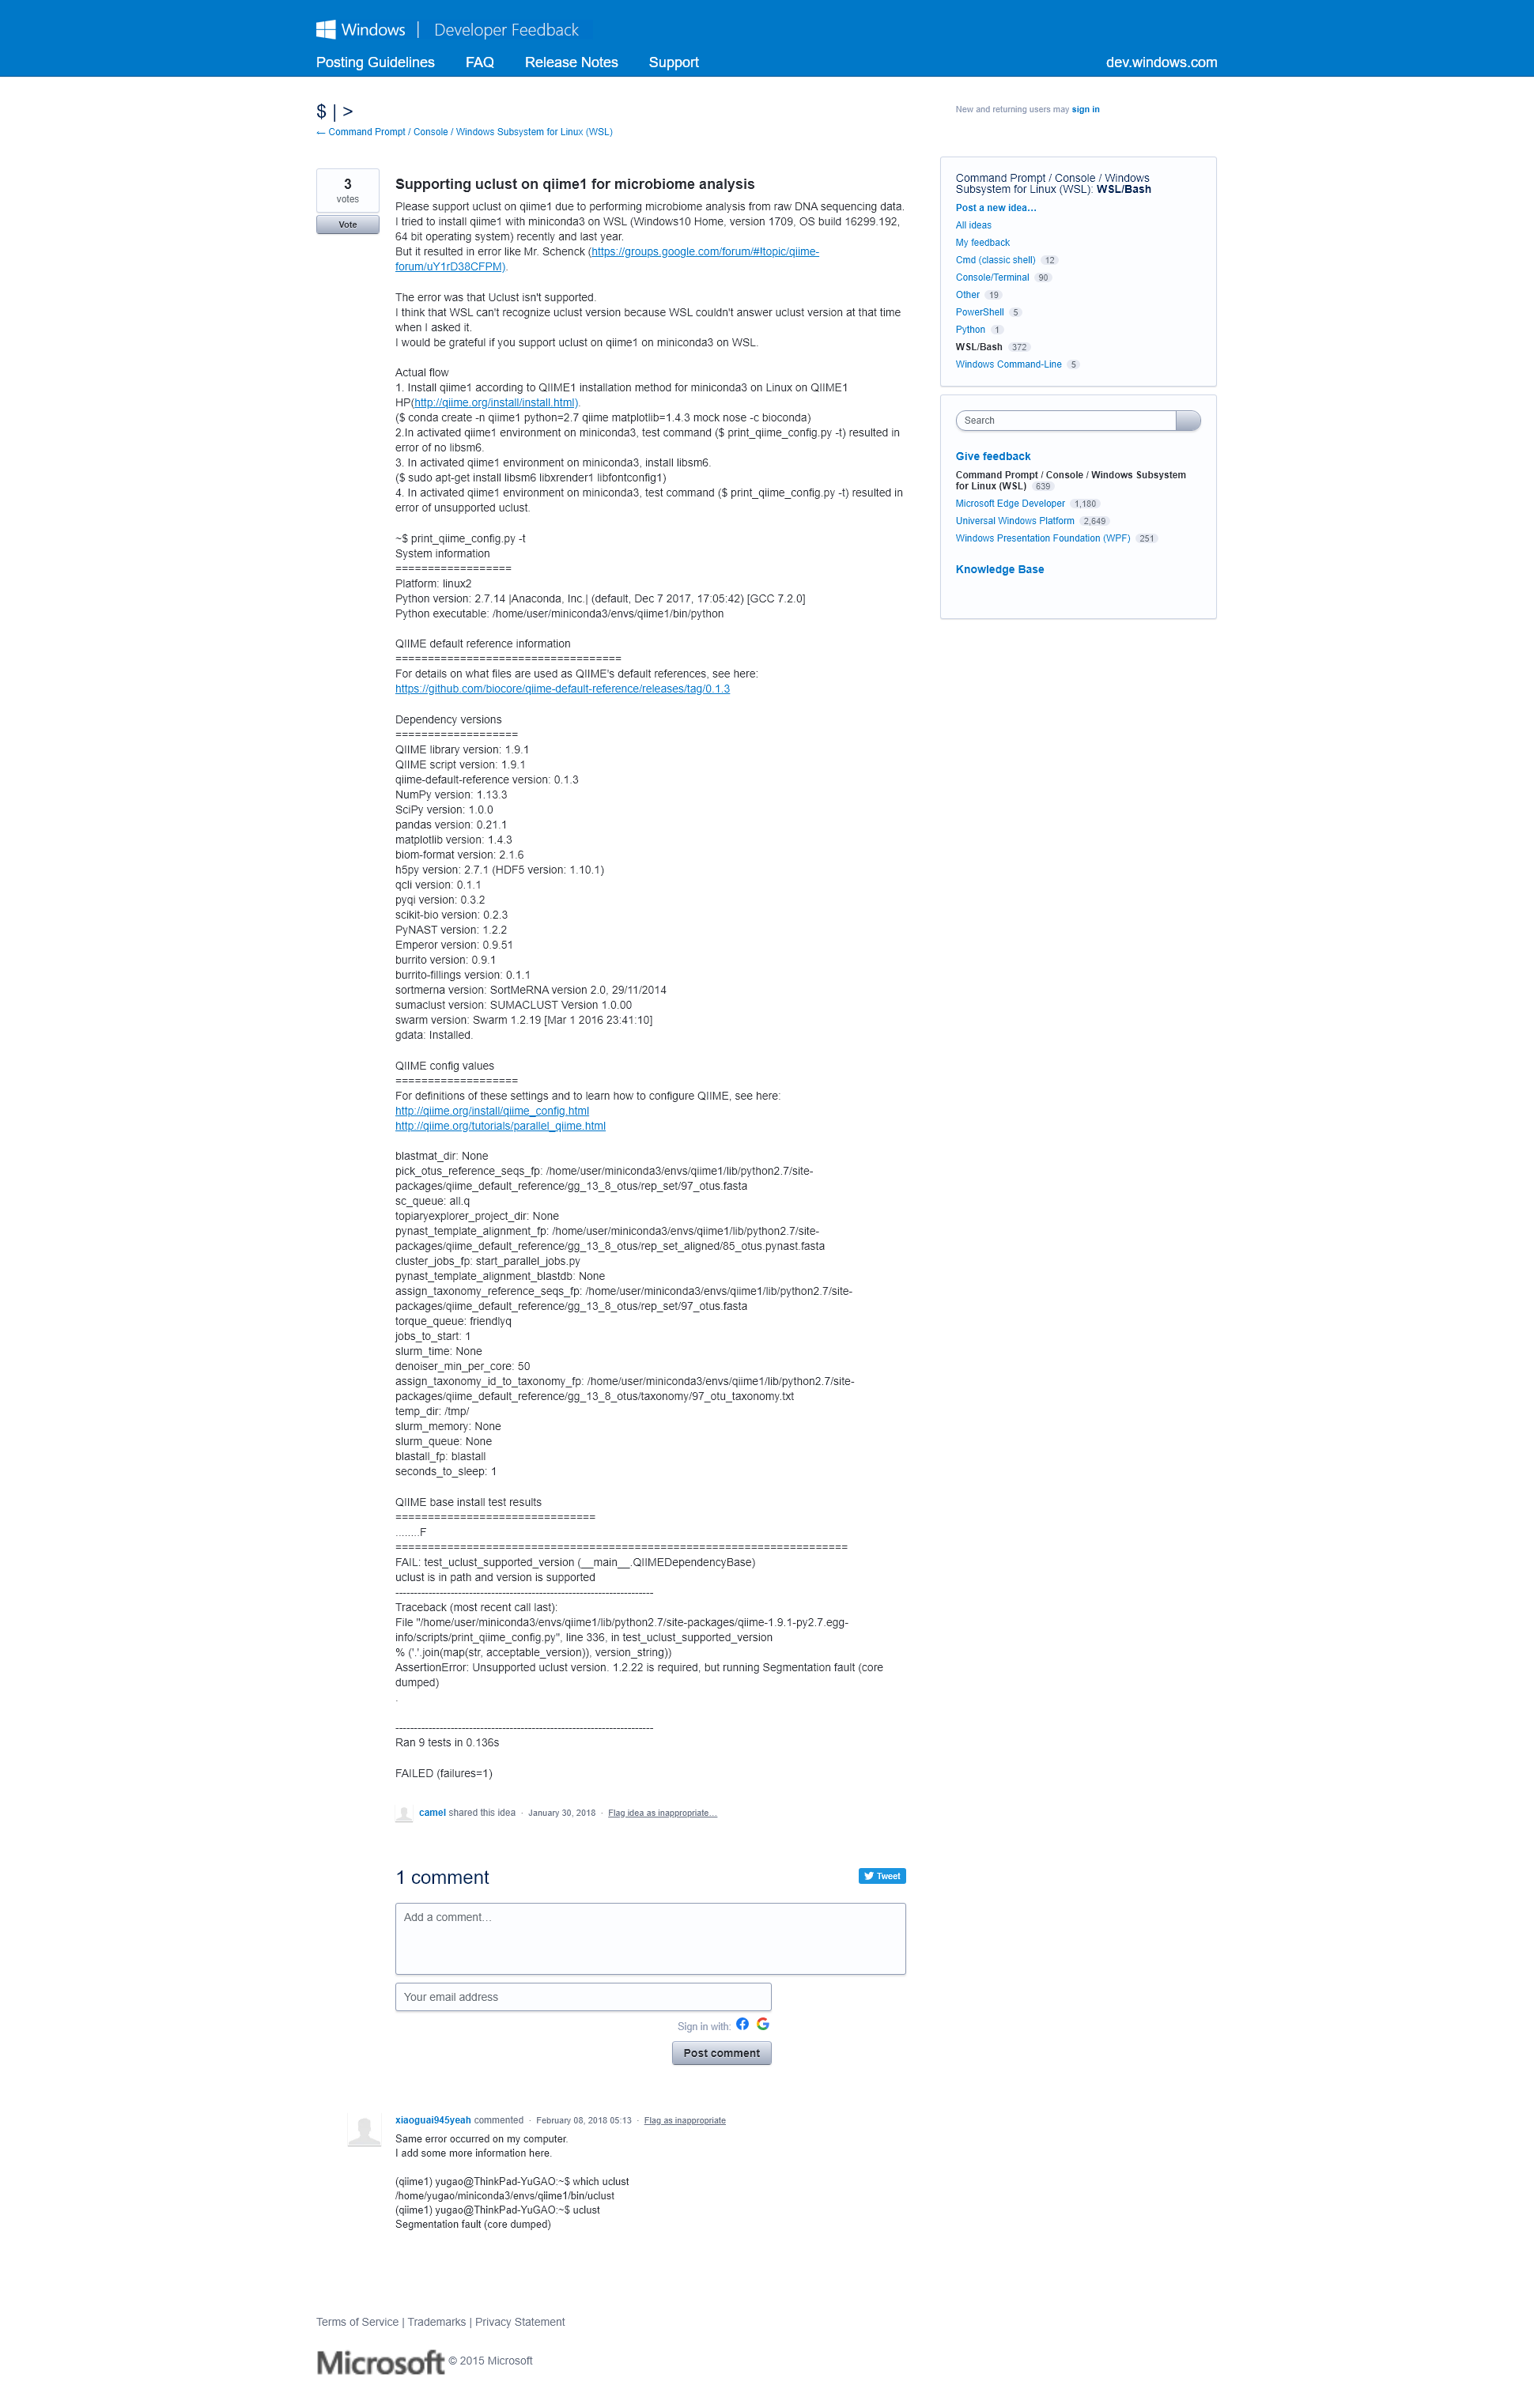 Windows | Developer Feedback
Posting Guidelines FAQ Release Notes Support dev.windows.com
$ | >
← Command Prompt / Console / Windows Subsystem for Linux (WSL)
New and returning users may sign in
3
votes
Vote
Supporting uclust on qiime1 for microbiome analysis
Please support uclust on qiime1 due to performing microbiome analysis from raw DNA sequencing data.
I tried to install qiime1 with miniconda3 on WSL (Windows10 Home, version 1709, OS build 16299.192,
64 bit operating system) recently and last year.
But it resulted in error like Mr. Schenck (https://groups.google.com/forum/#!topic/qiime-
forum/uY1rD38CFPM).
The error was that Uclust isn't supported.
I think that WSL can't recognize uclust version because WSL couldn't answer uclust version at that time
when I asked it.
I would be grateful if you support uclust on qiime1 on miniconda3 on WSL.
Actual flow
1. Install qiime1 according to QIIME1 installation method for miniconda3 on Linux on QIIME1
HP(http://qiime.org/install/install.html).
($ conda create -n qiime1 python=2.7 qiime matplotlib=1.4.3 mock nose -c bioconda)
2.In activated qiime1 environment on miniconda3, test command ($ print_qiime_config.py -t) resulted in
error of no libsm6.
3. In activated qiime1 environment on miniconda3, install libsm6.
($ sudo apt-get install libsm6 libxrender1 libfontconfig1)
4. In activated qiime1 environment on miniconda3, test command ($ print_qiime_config.py -t) resulted in
error of unsupported uclust.
~$ print_qiime_config.py -t
System information
==================
Platform: linux2
Python version: 2.7.14 |Anaconda, Inc.| (default, Dec 7 2017, 17:05:42) [GCC 7.2.0]
Python executable: /home/user/miniconda3/envs/qiime1/bin/python
QIIME default reference information
===================================
For details on what files are used as QIIME's default references, see here:
https://github.com/biocore/qiime-default-reference/releases/tag/0.1.3
Dependency versions
===================
QIIME library version: 1.9.1
QIIME script version: 1.9.1
qiime-default-reference version: 0.1.3
NumPy version: 1.13.3
SciPy version: 1.0.0
pandas version: 0.21.1
matplotlib version: 1.4.3
biom-format version: 2.1.6
h5py version: 2.7.1 (HDF5 version: 1.10.1)
qcli version: 0.1.1
pyqi version: 0.3.2
scikit-bio version: 0.2.3
PyNAST version: 1.2.2
Emperor version: 0.9.51
burrito version: 0.9.1
burrito-fillings version: 0.1.1
sortmerna version: SortMeRNA version 2.0, 29/11/2014
sumaclust version: SUMACLUST Version 1.0.00
swarm version: Swarm 1.2.19 [Mar 1 2016 23:41:10]
gdata: Installed.
QIIME config values
===================
For definitions of these settings and to learn how to configure QIIME, see here:
http://qiime.org/install/qiime_config.html
http://qiime.org/tutorials/parallel_qiime.html
blastmat_dir: None
pick_otus_reference_seqs_fp: /home/user/miniconda3/envs/qiime1/lib/python2.7/site-
packages/qiime_default_reference/gg_13_8_otus/rep_set/97_otus.fasta
sc_queue: all.q
topiaryexplorer_project_dir: None
pynast_template_alignment_fp: /home/user/miniconda3/envs/qiime1/lib/python2.7/site-
packages/qiime_default_reference/gg_13_8_otus/rep_set_aligned/85_otus.pynast.fasta
cluster_jobs_fp: start_parallel_jobs.py
pynast_template_alignment_blastdb: None
assign_taxonomy_reference_seqs_fp: /home/user/miniconda3/envs/qiime1/lib/python2.7/site-
packages/qiime_default_reference/gg_13_8_otus/rep_set/97_otus.fasta
torque_queue: friendlyq
jobs_to_start: 1
slurm_time: None
denoiser_min_per_core: 50
assign_taxonomy_id_to_taxonomy_fp: /home/user/miniconda3/envs/qiime1/lib/python2.7/site-
packages/qiime_default_reference/gg_13_8_otus/taxonomy/97_otu_taxonomy.txt
temp_dir: /tmp/
slurm_memory: None
slurm_queue: None
blastall_fp: blastall
seconds_to_sleep: 1
QIIME base install test results
===============================
........F
======================================================================
FAIL: test_uclust_supported_version (__main__.QIIMEDependencyBase)
uclust is in path and version is supported
----------------------------------------------------------------------
Traceback (most recent call last):
File "/home/user/miniconda3/envs/qiime1/lib/python2.7/site-packages/qiime-1.9.1-py2.7.egg-
info/scripts/print_qiime_config.py", line 336, in test_uclust_supported_version
% ('.'.join(map(str, acceptable_version)), version_string))
AssertionError: Unsupported uclust version. 1.2.22 is required, but running Segmentation fault (core
dumped)
.
----------------------------------------------------------------------
Ran 9 tests in 0.136s
FAILED (failures=1)
camel shared this idea · January 30, 2018 · Flag idea as inappropriate…
1 comment
Tweet
Add a comment…
Your email address
Sign in with:
Post comment
xiaoguai945yeah commented · February 08, 2018 05:13 · Flag as inappropriate
Same error occurred on my computer.
I add some more information here.
(qiime1) yugao@ThinkPad-YuGAO:~$ which uclust
/home/yugao/miniconda3/envs/qiime1/bin/uclust
(qiime1) yugao@ThinkPad-YuGAO:~$ uclust
Segmentation fault (core dumped)
Command Prompt / Console / Windows
Subsystem for Linux (WSL): WSL/Bash
Post a new idea…
All ideas
My feedback
Cmd (classic shell) 12
Console/Terminal 90
Other 19
PowerShell 5
Python 1
WSL/Bash 372
Windows Command-Line 5
Search
Give feedback
Command Prompt / Console / Windows Subsystem
for Linux (WSL) 639
Microsoft Edge Developer 1,180
Universal Windows Platform 2,649
Windows Presentation Foundation (WPF) 251
Knowledge Base
Terms of Service | Trademarks | Privacy Statement
Microsoft © 2015 Microsoft